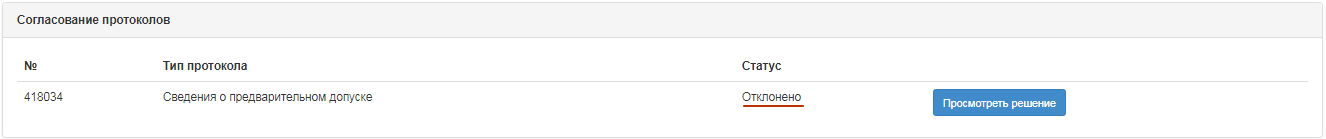 Согласование протоколов
№ Тип протокола Статус
418034 Сведения о предварительном допуске Отклонено Просмотреть решение